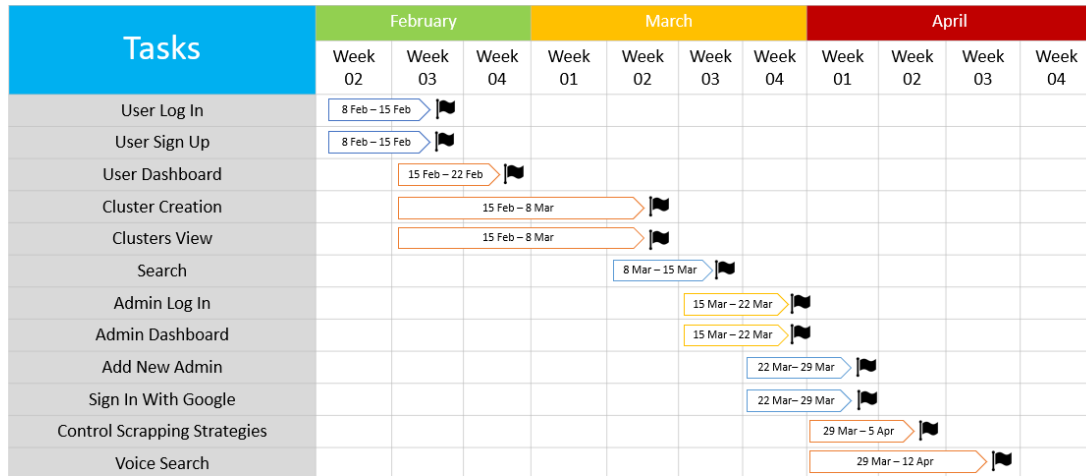 Tasks
February March April
Week 02 Week 03 Week 04 Week 01 Week 02 Week 03 Week 04 Week 01 Week 02 Week 03 Week 04
User Log In 8 Feb – 15 Feb
User Sign Up 8 Feb – 15 Feb
User Dashboard 15 Feb – 22 Feb
Cluster Creation 15 Feb – 8 Mar
Clusters View 15 Feb – 8 Mar
Search 8 Mar – 15 Mar
Admin Log In 15 Mar – 22 Mar
Admin Dashboard 15 Mar – 22 Mar
Add New Admin 22 Mar– 29 Mar
Sign In With Google 22 Mar– 29 Mar
Control Scrapping Strategies 29 Mar – 5 Apr
Voice Search 29 Mar – 12 Apr